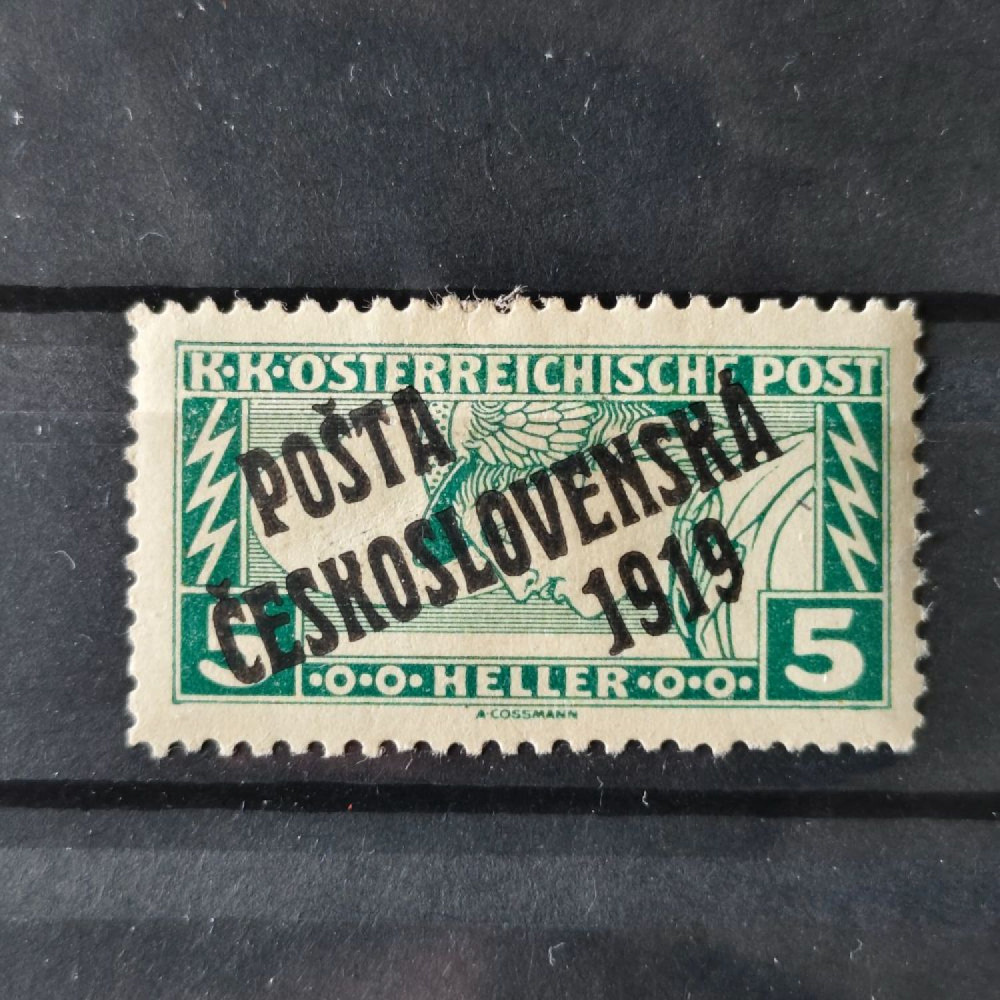 K·K·ÖSTERREICHISCHE POST
POŠTA
ČESKOSLOVENSKÁ
1919
5
·O·O·HELLER·O·O·
5
A·COSSMANN